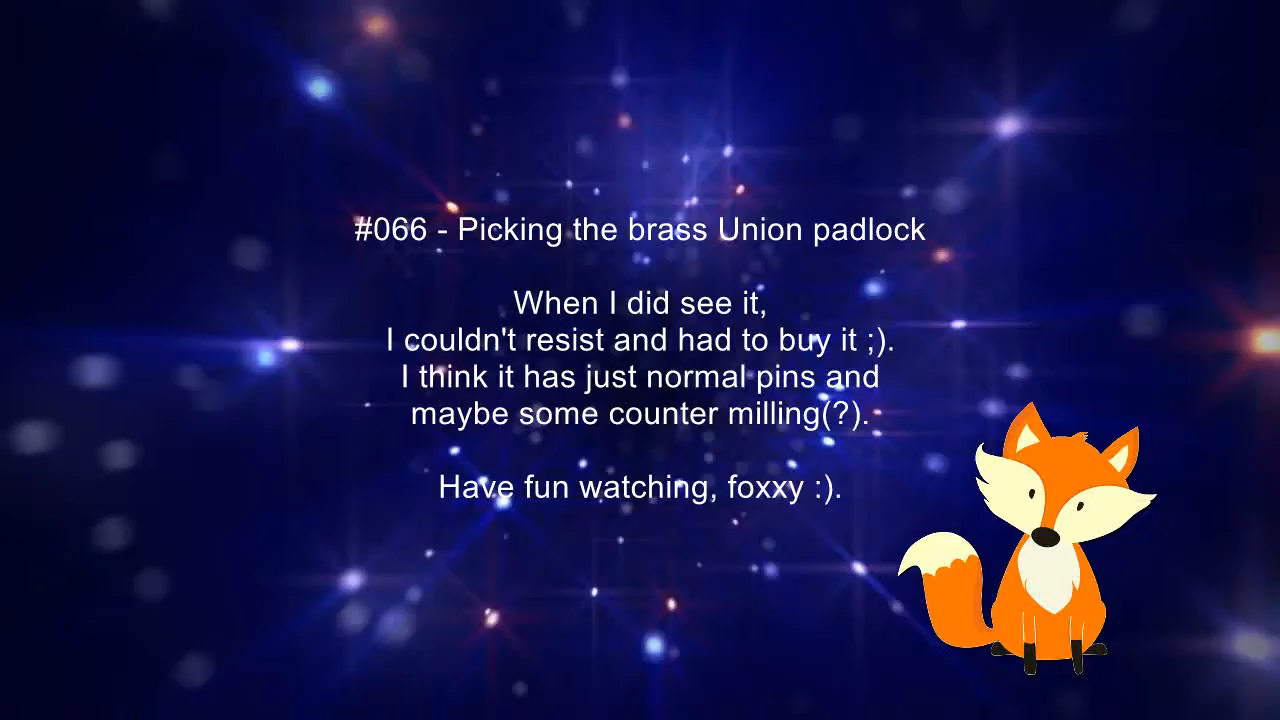 #066 - Picking the brass Union padlock
When I did see it,
I couldn't resist and had to buy it ;).
I think it has just normal pins and
maybe some counter milling(?).
Have fun watching, foxxy :).